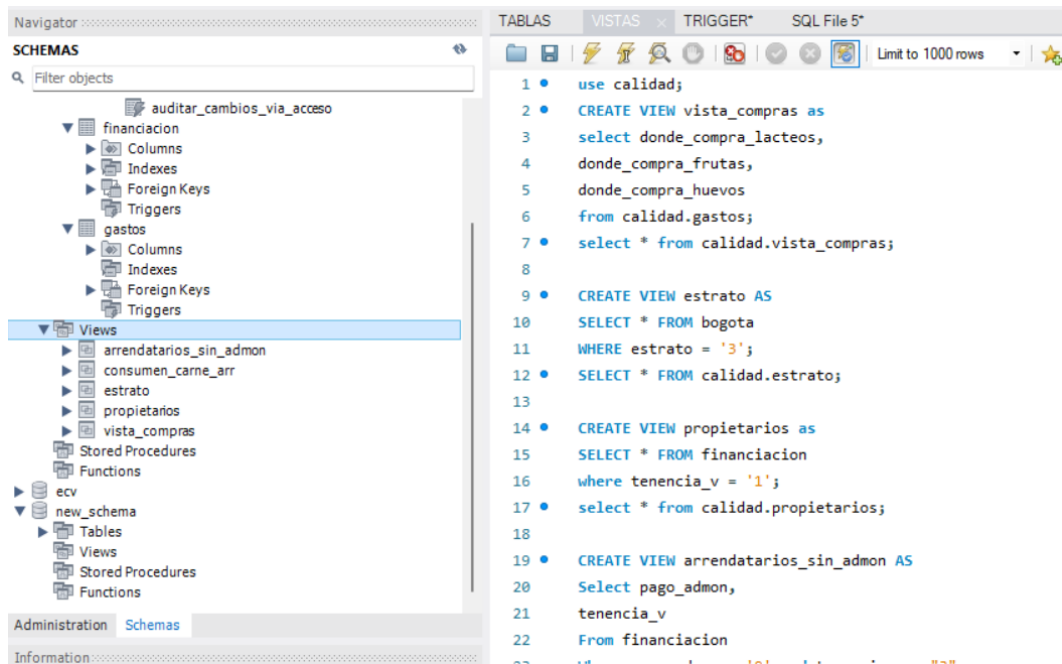 Navigator
SCHEMAS
Filter objects
auditar_cambios_via_acceso
financiacion
Columns
Indexes
Foreign Keys
Triggers
gastos
Columns
Indexes
Foreign Keys
Triggers
Views
arrendatarios_sin_admon
consumen_carne_arr
estrato
propietarios
vista_compras
Stored Procedures
Functions
ecv
new_schema
Tables
Views
Stored Procedures
Functions
Administration Schemas
Information
TABLAS VISTAS × TRIGGER* SQL File 5*
Limit to 1000 rows
1 use calidad;
2 CREATE VIEW vista_compras as
3 select donde_compra_lacteos,
4 donde_compra_frutas,
5 donde_compra_huevos
6 from calidad.gastos;
7 select * from calidad.vista_compras;
8
9 CREATE VIEW estrato AS
10 SELECT * FROM bogota
11 WHERE estrato = '3';
12 SELECT * FROM calidad.estrato;
13
14 CREATE VIEW propietarios as
15 SELECT * FROM financiacion
16 where tenencia_v = '1';
17 select * from calidad.propietarios;
18
19 CREATE VIEW arrendatarios_sin_admon AS
20 Select pago_admon,
21 tenencia_v
22 From financiacion